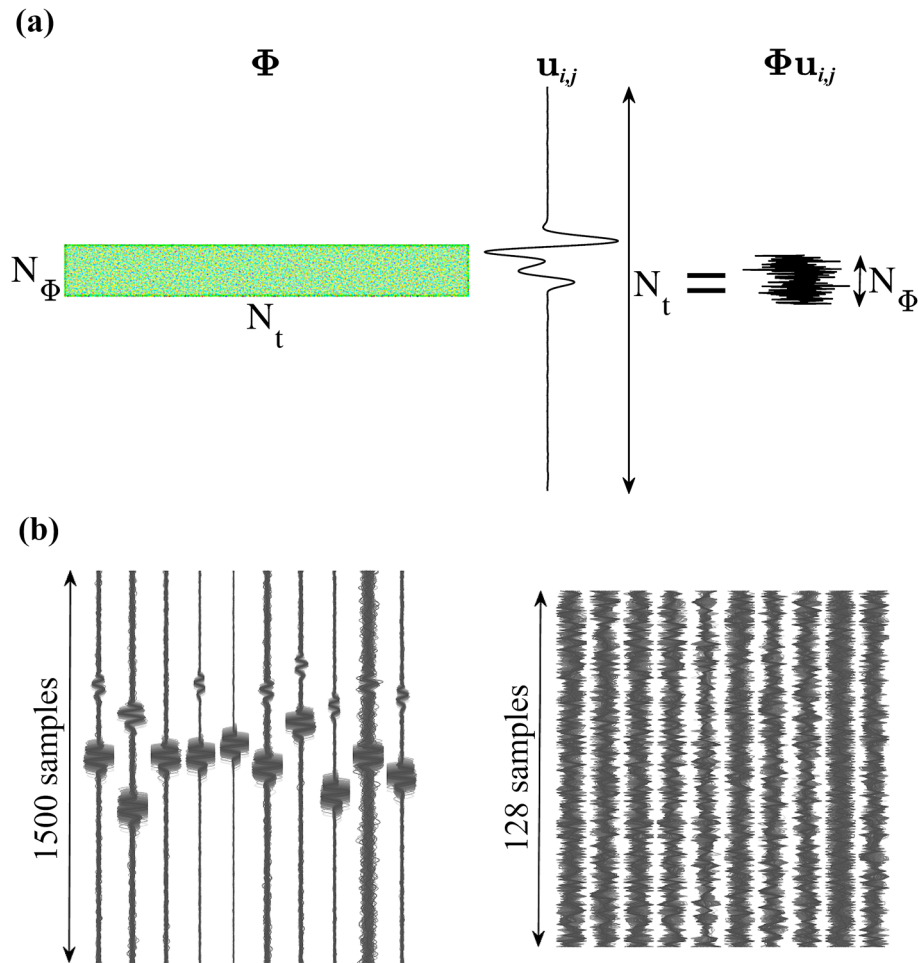 (a)
Φ
u_{i,j}
Φu_{i,j}
N_Φ
N_t
N_t
=
N_Φ
(b)
1500 samples
128 samples